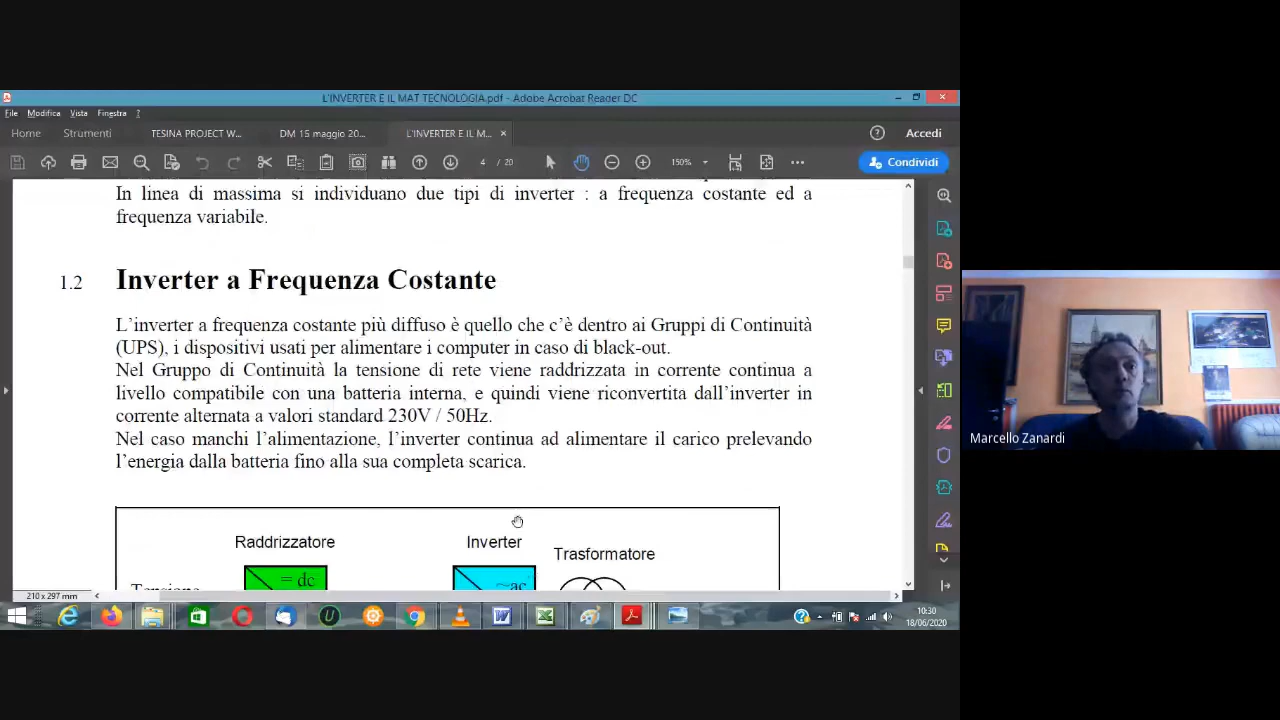 L'INVERTER E IL MAT TECNOLOGIA.pdf - Adobe Acrobat Reader DC
File Modifica Vista Finestra ?
Home Strumenti TESINA PROJECT W... DM 15 maggio 20... L'INVERTER E IL M... × Accedi
4 / 20 150% Condividi
In linea di massima si individuano due tipi di inverter : a frequenza costante ed a
frequenza variabile.
1.2 Inverter a Frequenza Costante
L'inverter a frequenza costante più diffuso è quello che c'è dentro ai Gruppi di Continuità
(UPS), i dispositivi usati per alimentare i computer in caso di black-out.
Nel Gruppo di Continuità la tensione di rete viene raddrizzata in corrente continua a
livello compatibile con una batteria interna, e quindi viene riconvertita dall'inverter in
corrente alternata a valori standard 230V / 50Hz.
Nel caso manchi l'alimentazione, l'inverter continua ad alimentare il carico prelevando
l'energia dalla batteria fino alla sua completa scarica.
Raddrizzatore Inverter Trasformatore
Tensione = dc ~ac
210 x 297 mm
10:30
18/06/2020
Marcello Zanardi